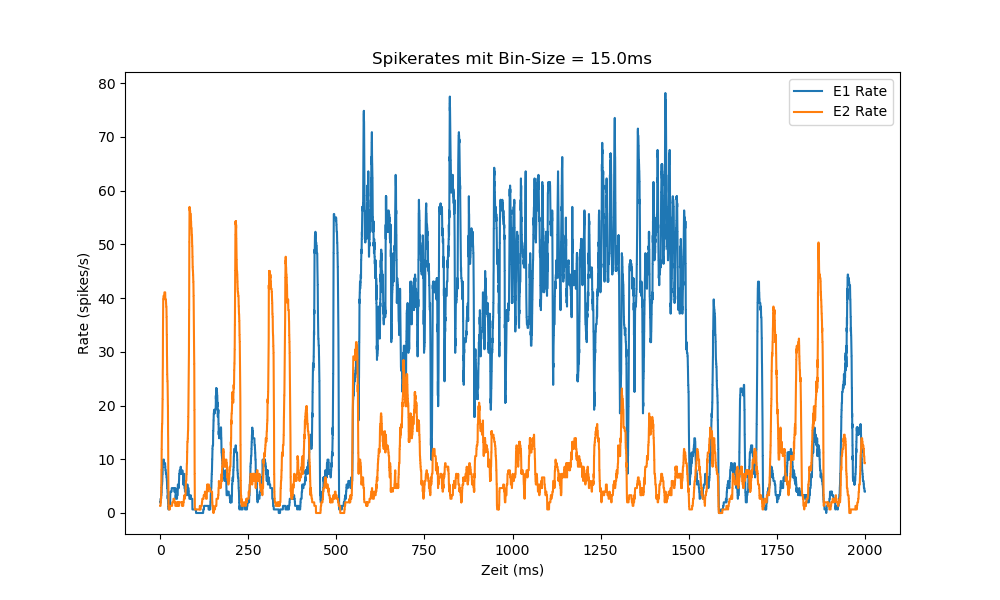 Spikerates mit Bin-Size = 15.0ms
80
70
60
50
40
30
20
10
0
Rate (spikes/s)
E1 Rate
E2 Rate
0 250 500 750 1000 1250 1500 1750 2000
Zeit (ms)